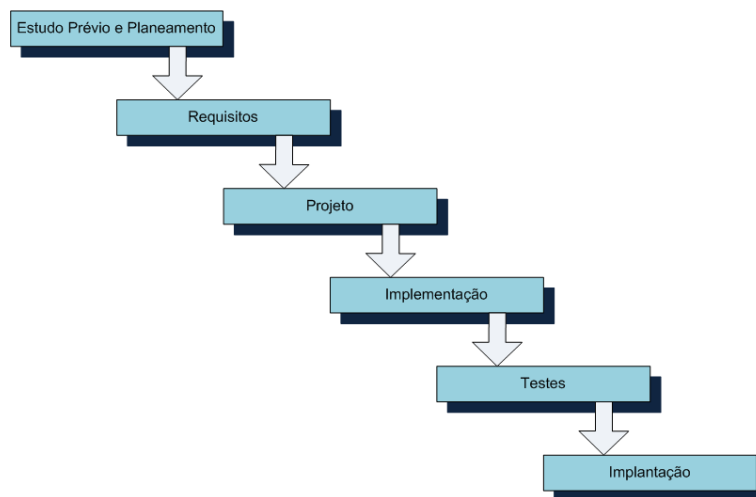 Estudo Prévio e Planeamento
Requisitos
Projeto
Implementação
Testes
Implantação